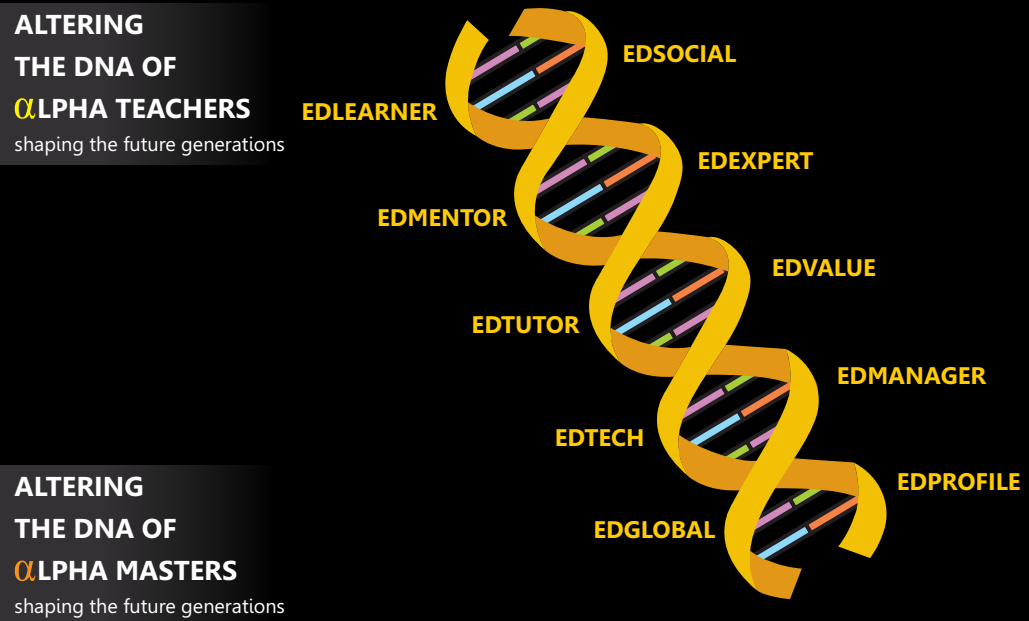 ALTERING
THE DNA OF
αLPHA TEACHERS
shaping the future generations
EDSOCIAL
EDLEARNER
EDEXPERT
EDMENTOR
EDVALUE
EDTUTOR
EDMANAGER
EDTECH
EDPROFILE
EDGLOBAL
ALTERING
THE DNA OF
αLPHA MASTERS
shaping the future generations